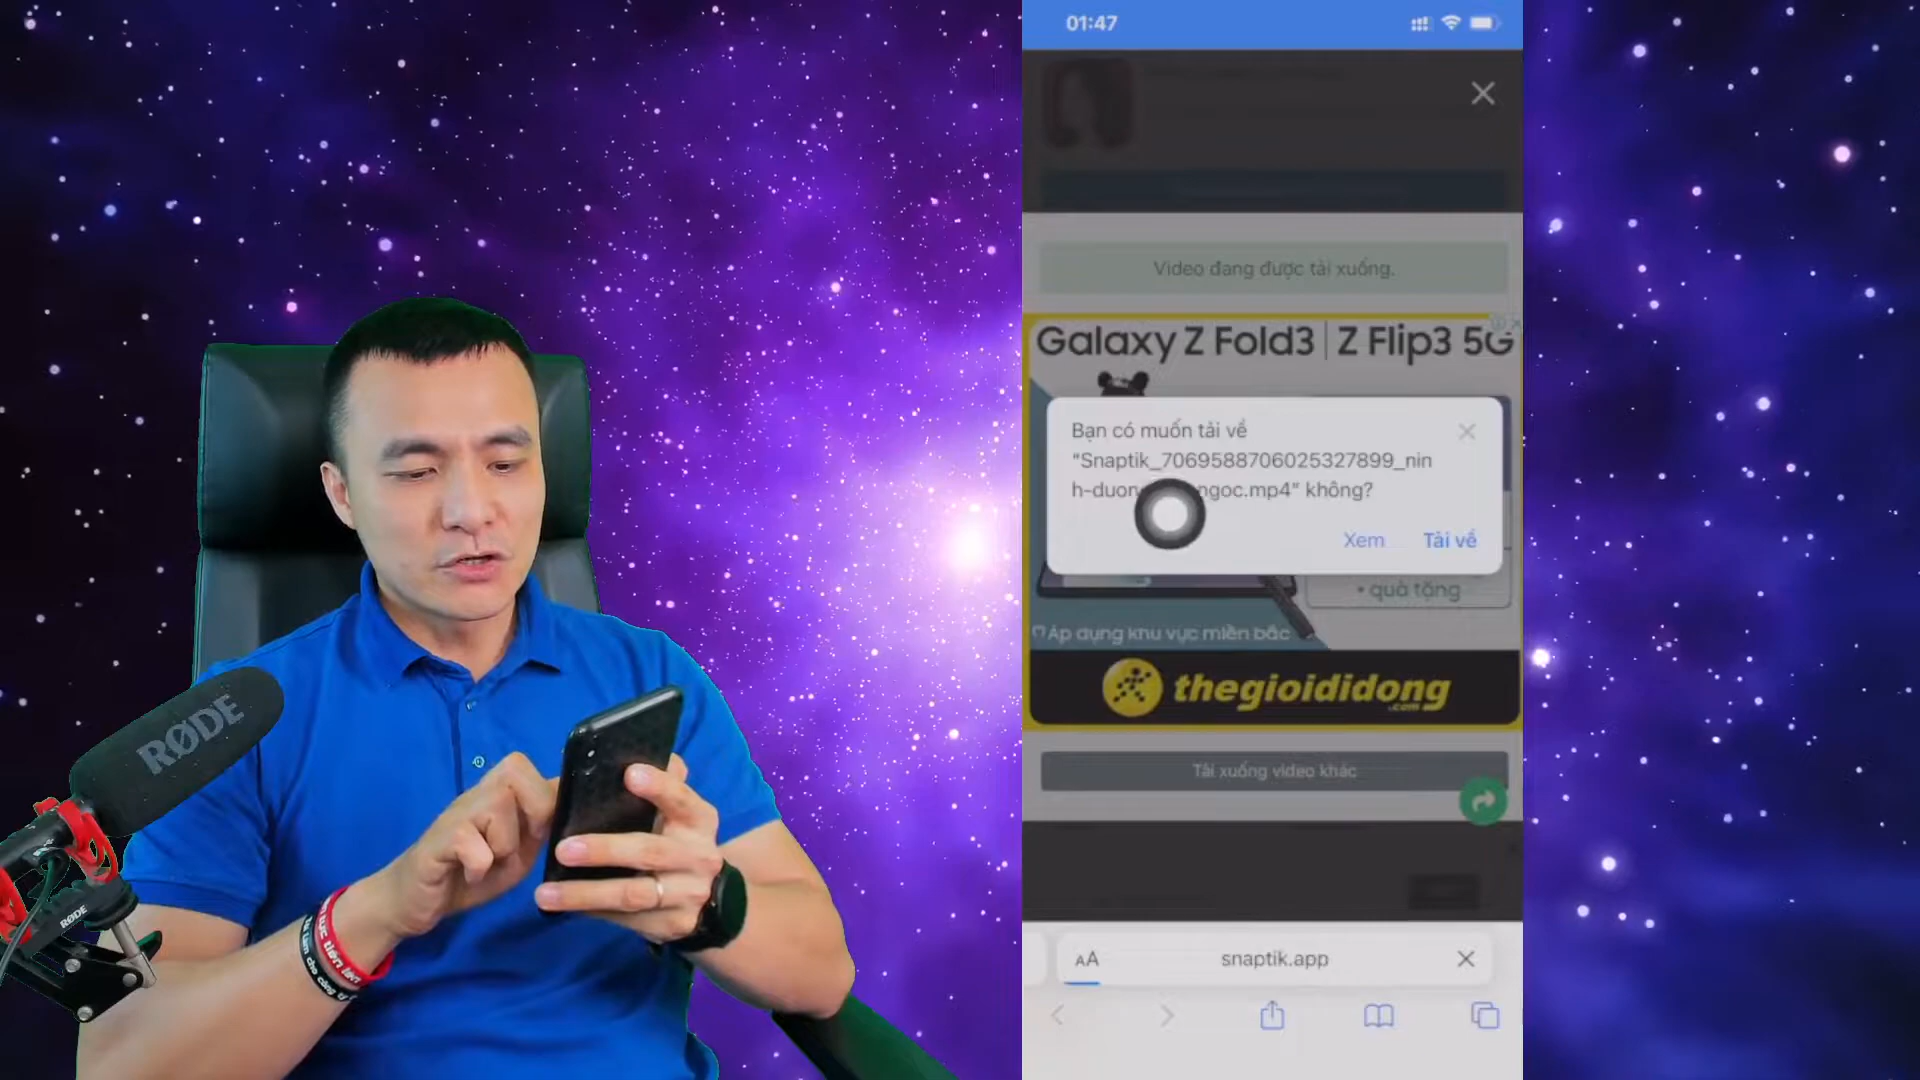 01:47
Video đang được tải xuống.
Galaxy Z Fold3 | Z Flip3 5G
Bạn có muốn tải về
"Snaptik_7069588706025327899_nin
h-duon ngoc.mp4" không?
Xem
Tải về
• quà tặng
Áp dụng khu vực miền bắc
thegioididong
.com
Tải xuống video khác
AA
snaptik.app
RØDE
RØDE